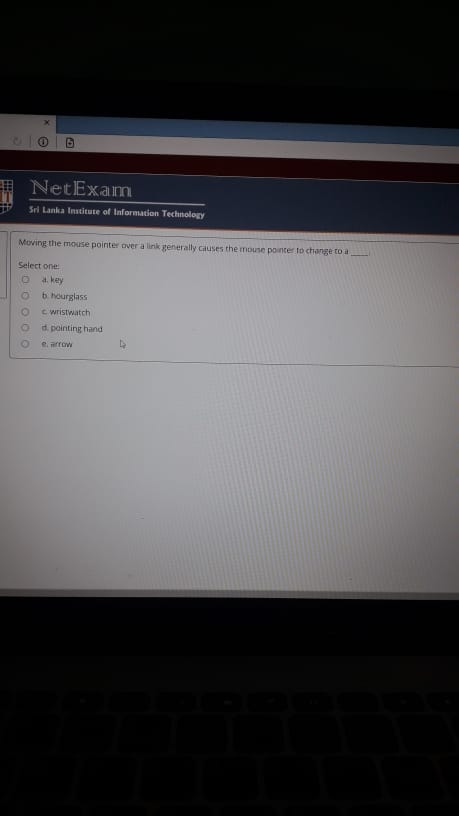 NetExam
Sri Lanka Institute of Information Technology
Moving the mouse pointer over a link generally causes the mouse pointer to change to a _____.
Select one:
a. key
b. hourglass
c. wristwatch
d. pointing hand
e. arrow